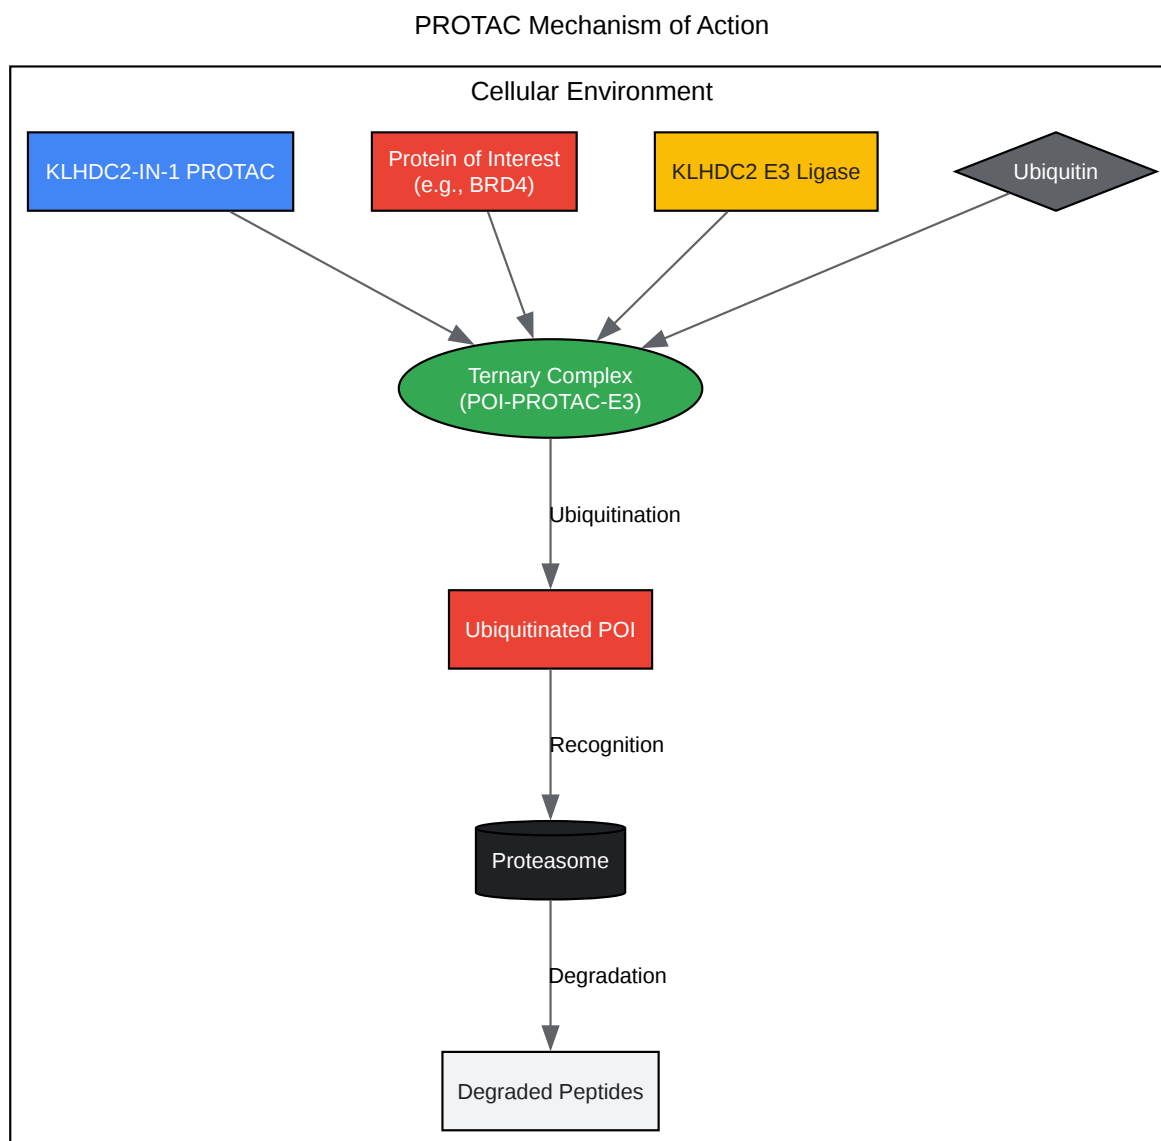 PROTAC Mechanism of Action
Cellular Environment
KLHDC2-IN-1 PROTAC
Protein of Interest
(e.g., BRD4)
KLHDC2 E3 Ligase
Ubiquitin
Ternary Complex
(POI-PROTAC-E3)
Ubiquitination
Ubiquitinated POI
Recognition
Proteasome
Degradation
Degraded Peptides